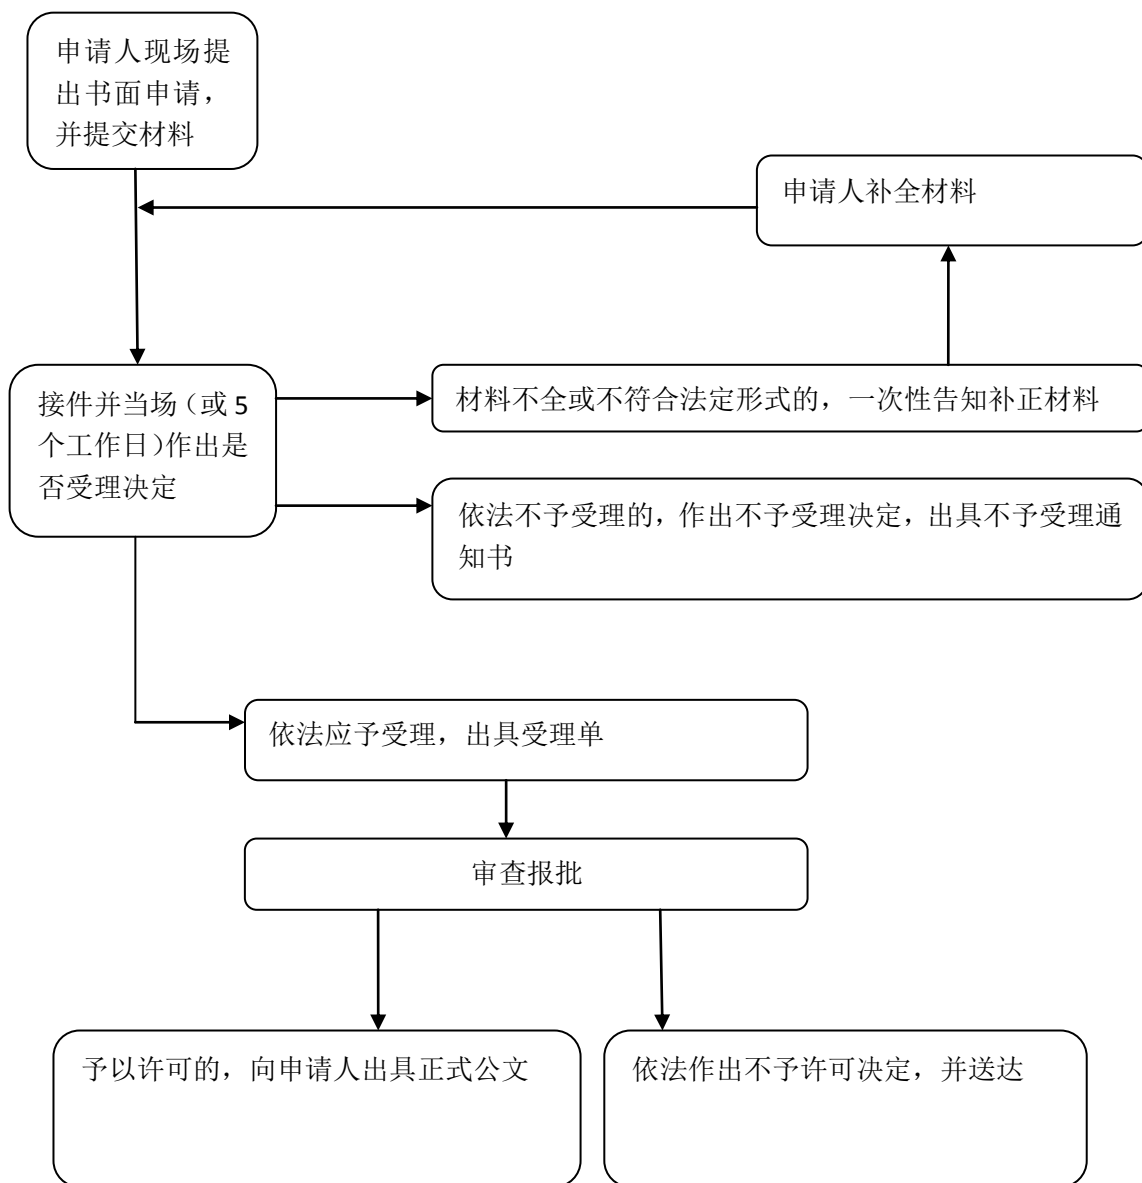 申请人现场提
出书面申请，
并提交材料
申请人补全材料
接件并当场（或 5
个工作日）作出是
否受理决定
材料不全或不符合法定形式的，一次性告知补正材料
依法不予受理的，作出不予受理决定，出具不予受理通
知书
依法应予受理，出具受理单
审查报批
予以许可的，向申请人出具正式公文
依法作出不予许可决定，并送达